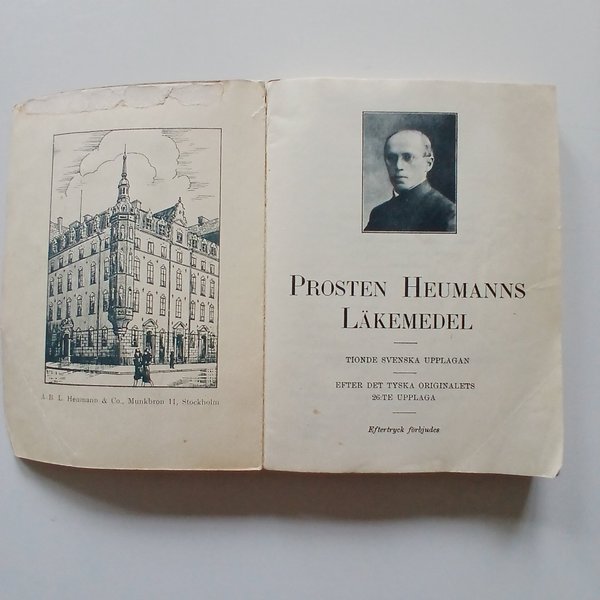 A. B. L. Heumann & Co., Munkbron 11, Stockholm
PROSTEN HEUMANNS
LÄKEMEDEL
TIONDE SVENSKA UPPLAGAN
EFTER DET TYSKA ORIGINALETS
26:TE UPPLAGA
Eftertryck förbjudes